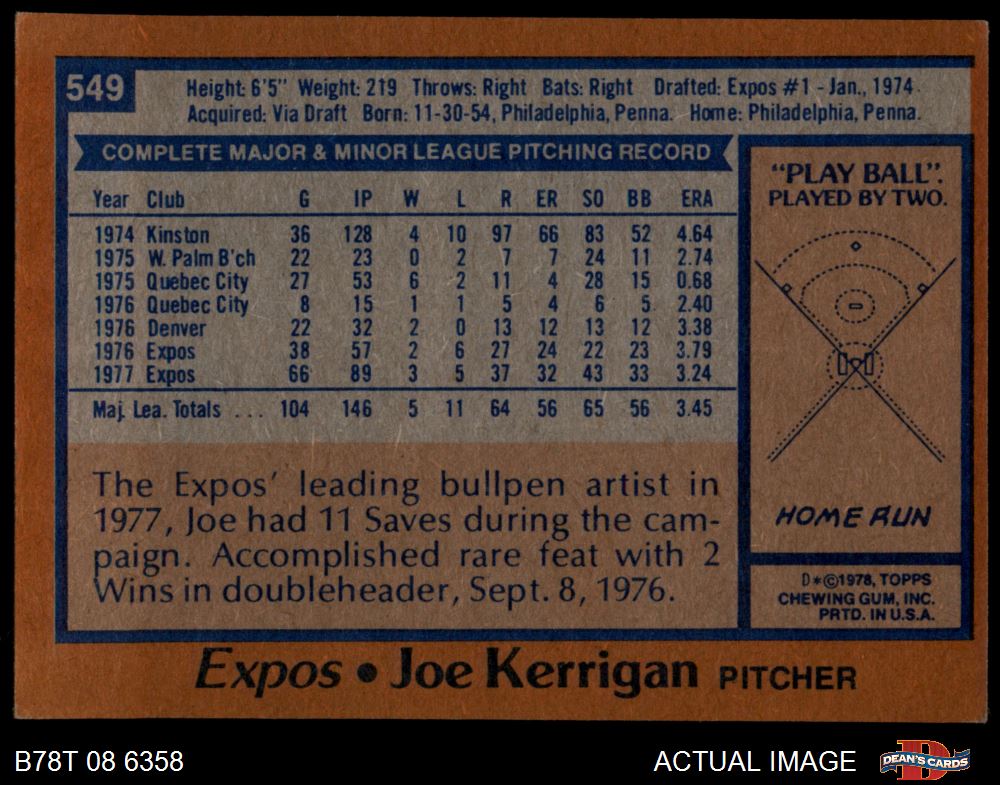 549
Height: 6'5" Weight: 219 Throws: Right Bats: Right Drafted: Expos #1 - Jan., 1974
Acquired: Via Draft Born: 11-30-54, Philadelphia, Penna. Home: Philadelphia, Penna.
COMPLETE MAJOR & MINOR LEAGUE PITCHING RECORD
Year Club G IP W L R ER SO BB ERA
1974 Kinston 36 128 4 10 97 66 83 52 4.64
1975 W. Palm B'ch 22 23 0 2 7 7 24 11 2.74
1975 Quebec City 27 53 6 2 11 4 28 15 0.68
1976 Quebec City 8 15 1 1 5 4 6 5 2.40
1976 Denver 22 32 2 0 13 12 13 12 3.38
1976 Expos 38 57 2 6 27 24 22 23 3.79
1977 Expos 66 89 3 5 37 32 43 33 3.24
Maj. Lea. Totals ... 104 146 5 11 64 56 65 56 3.45
The Expos' leading bullpen artist in
1977, Joe had 11 Saves during the cam-
paign. Accomplished rare feat with 2
Wins in doubleheader, Sept. 8, 1976.
"PLAY BALL".
PLAYED BY TWO.
HOME RUN
D*©1978, TOPPS
CHEWING GUM, INC.
PRTD. IN U.S.A.
Expos • Joe Kerrigan PITCHER
B78T 08 6358
ACTUAL IMAGE
D
DEAN'S CARDS